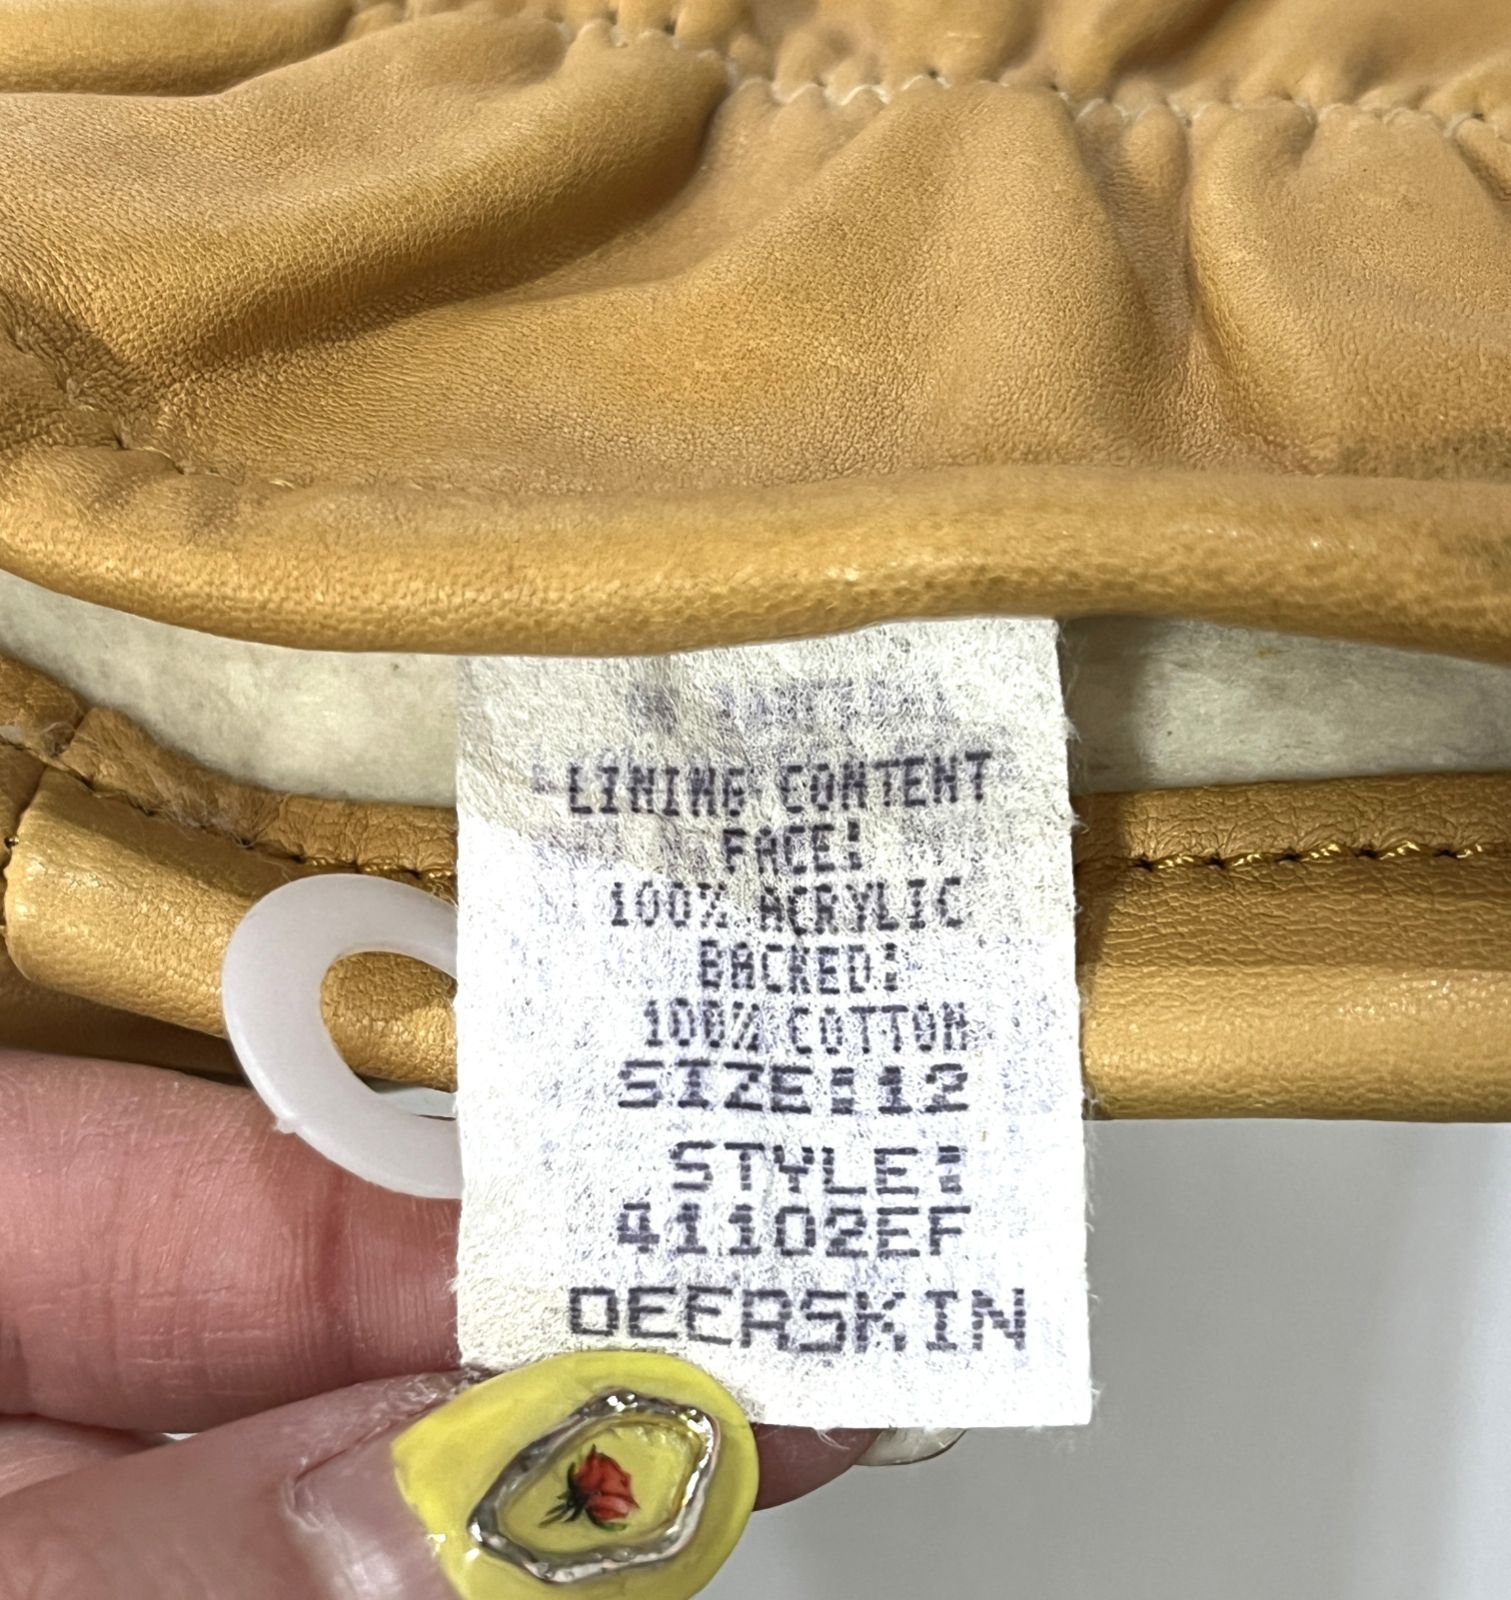 LINING CONTENT
FACE:
100% ACRYLIC
BACKED:
100% COTTON
SIZE:12
STYLE:
41102EF
DEERSKIN